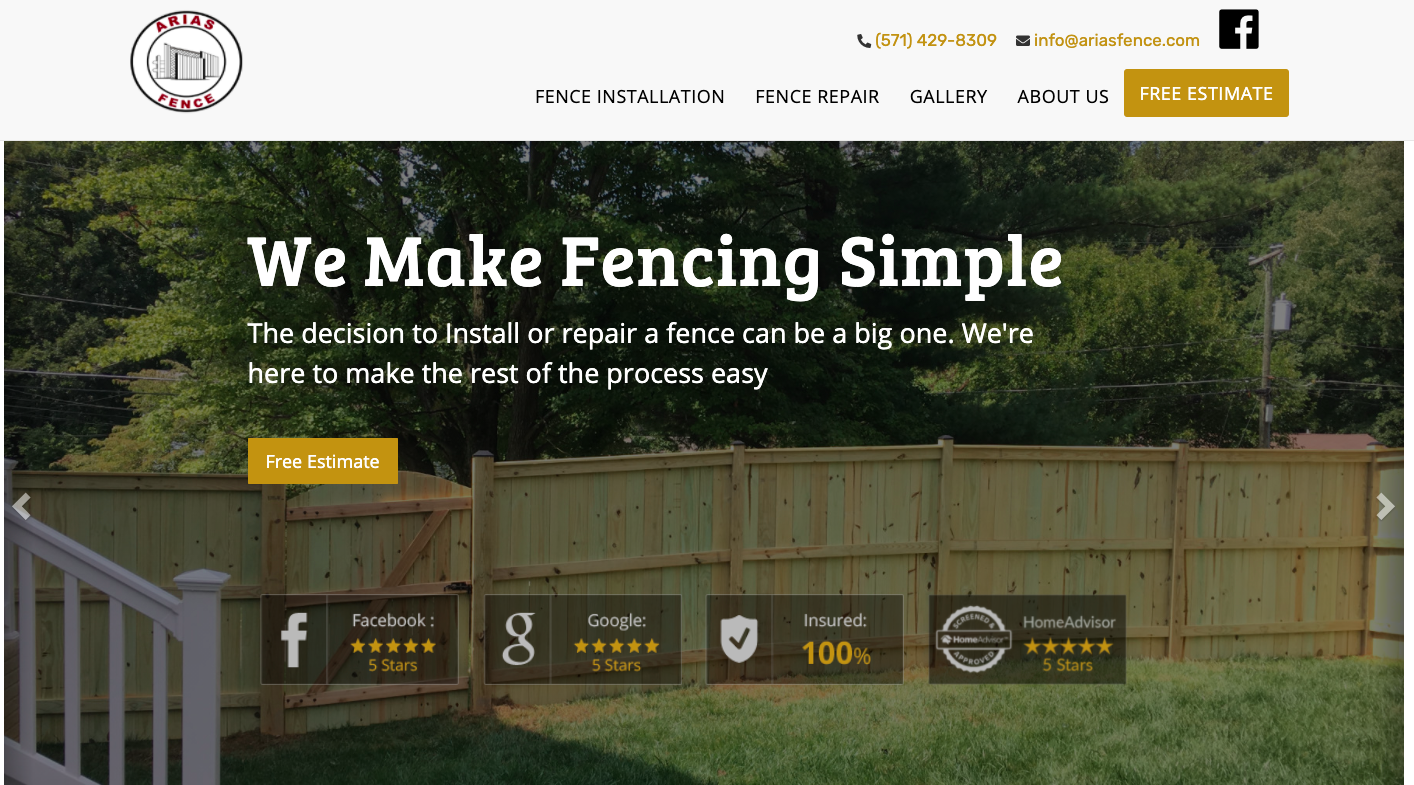 ARIAS
FENCE
(571) 429-8309
info@ariasfence.com
FENCE INSTALLATION
FENCE REPAIR
GALLERY
ABOUT US
FREE ESTIMATE
We Make Fencing Simple
The decision to Install or repair a fence can be a big one. We're
here to make the rest of the process easy
Free Estimate
Facebook :
5 Stars
Google:
5 Stars
Insured:
100%
SCREENED &
HomeAdvisor
APPROVED
HomeAdvisor
5 Stars